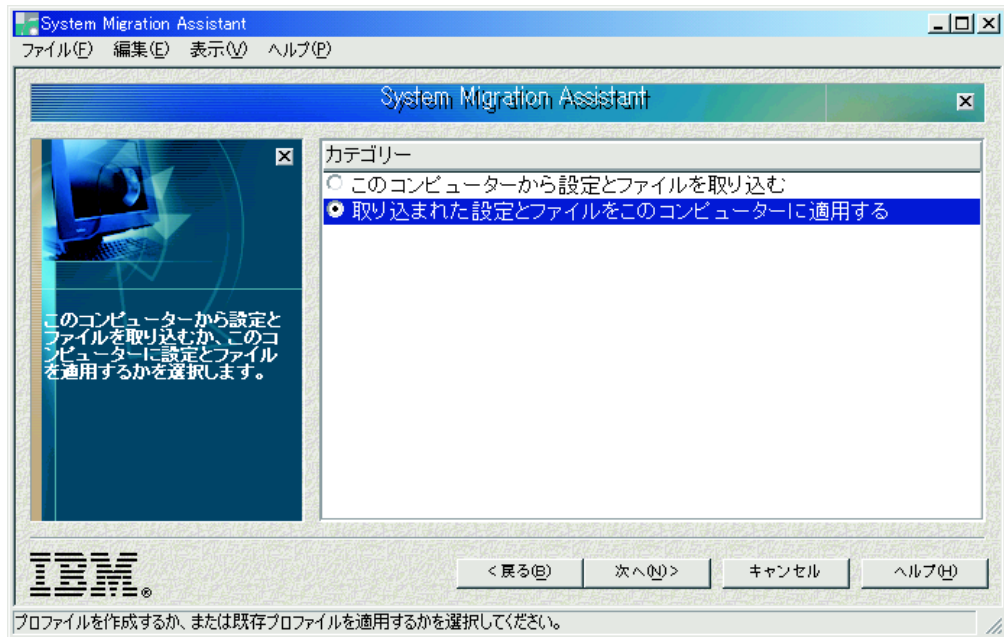 System Migration Assistant
ファイル(F) 編集(E) 表示(V) ヘルプ(P)
System Migration Assistant
カテゴリー
このコンピューターから設定とファイルを取り込む
取り込まれた設定とファイルをこのコンピューターに適用する
このコンピューターから設定と
ファイルを取り込むか、このコ
ンピューターに設定とファイル
を適用するかを選択します。
IBM®
<戻る(B) 次へ(N)> キャンセル ヘルプ(H)
プロファイルを作成するか、または既存プロファイルを適用するかを選択してください。